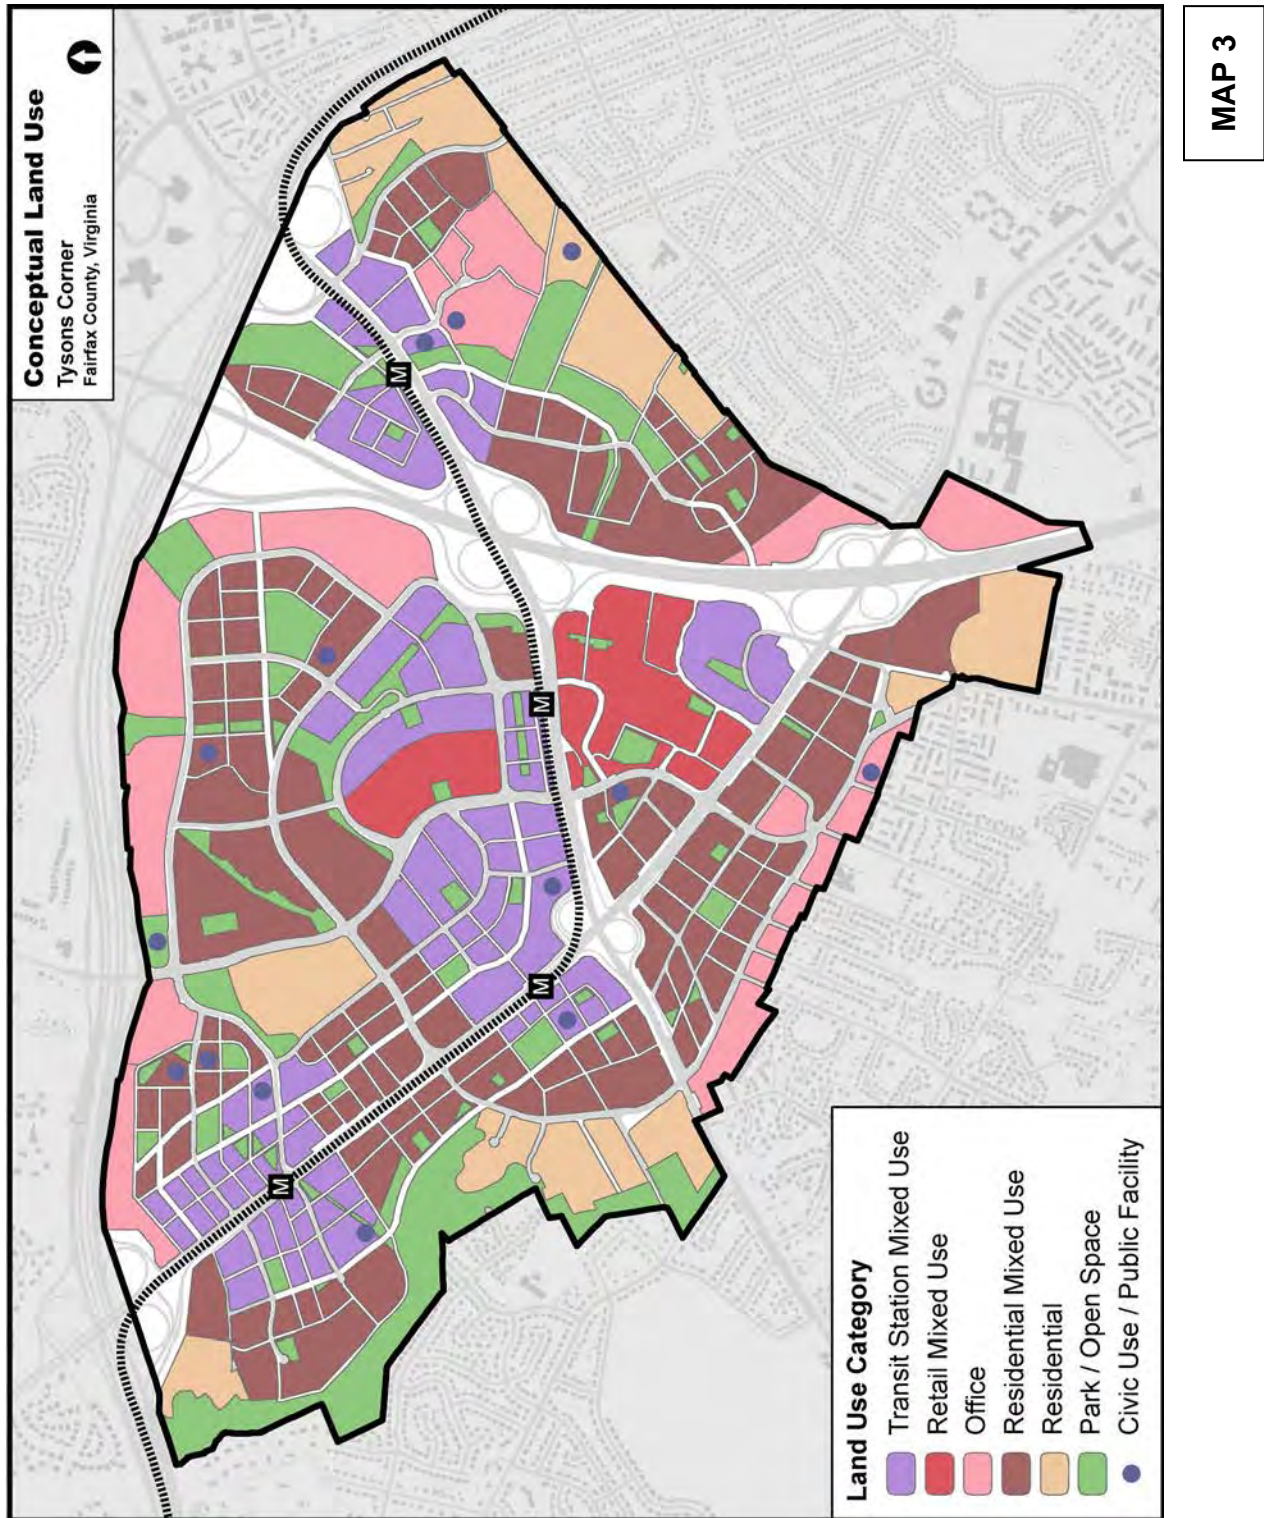 MAP 3
Conceptual Land Use
Tysons Corner
Fairfax County, Virginia
M
M
M
M
Land Use Category
Transit Station Mixed Use
Retail Mixed Use
Office
Residential Mixed Use
Residential
Park / Open Space
Civic Use / Public Facility